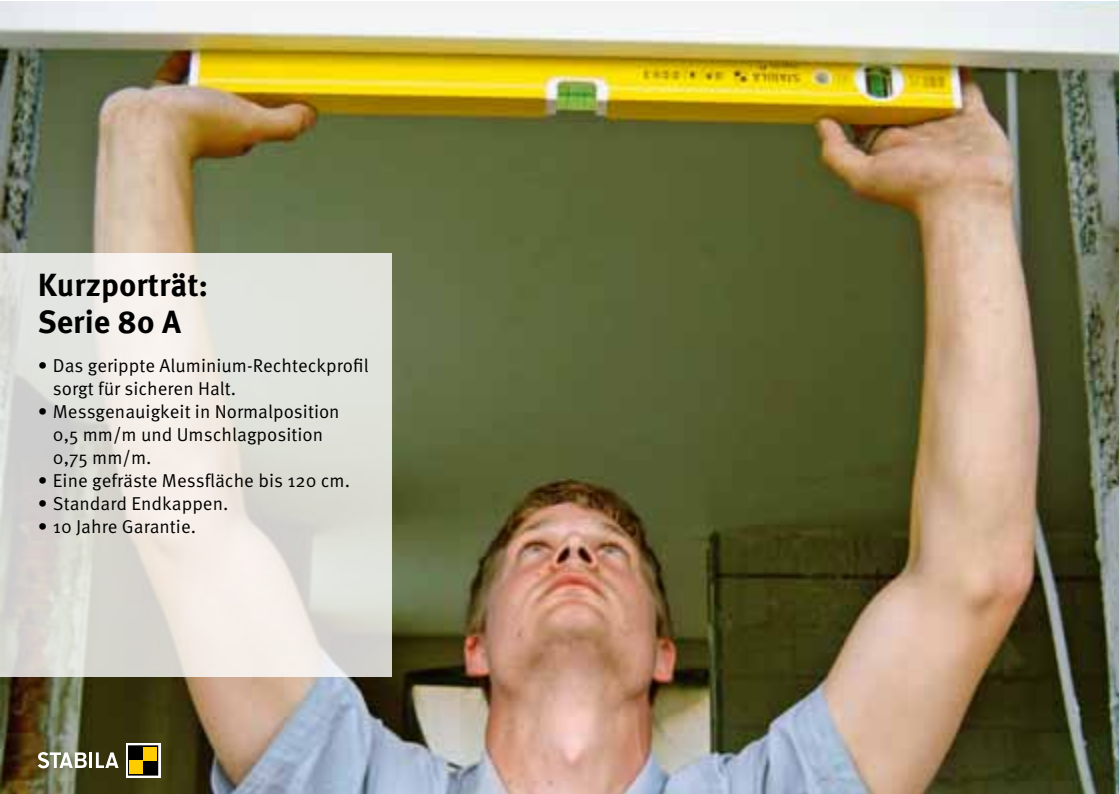 STABILA
Kurzporträt:
Serie 80 A
• Das gerippte Aluminium-Rechteckprofil
sorgt für sicheren Halt.
• Messgenauigkeit in Normalposition
0,5 mm/m und Umschlagposition
0,75 mm/m.
• Eine gefräste Messfläche bis 120 cm.
• Standard Endkappen.
• 10 Jahre Garantie.
STABILA